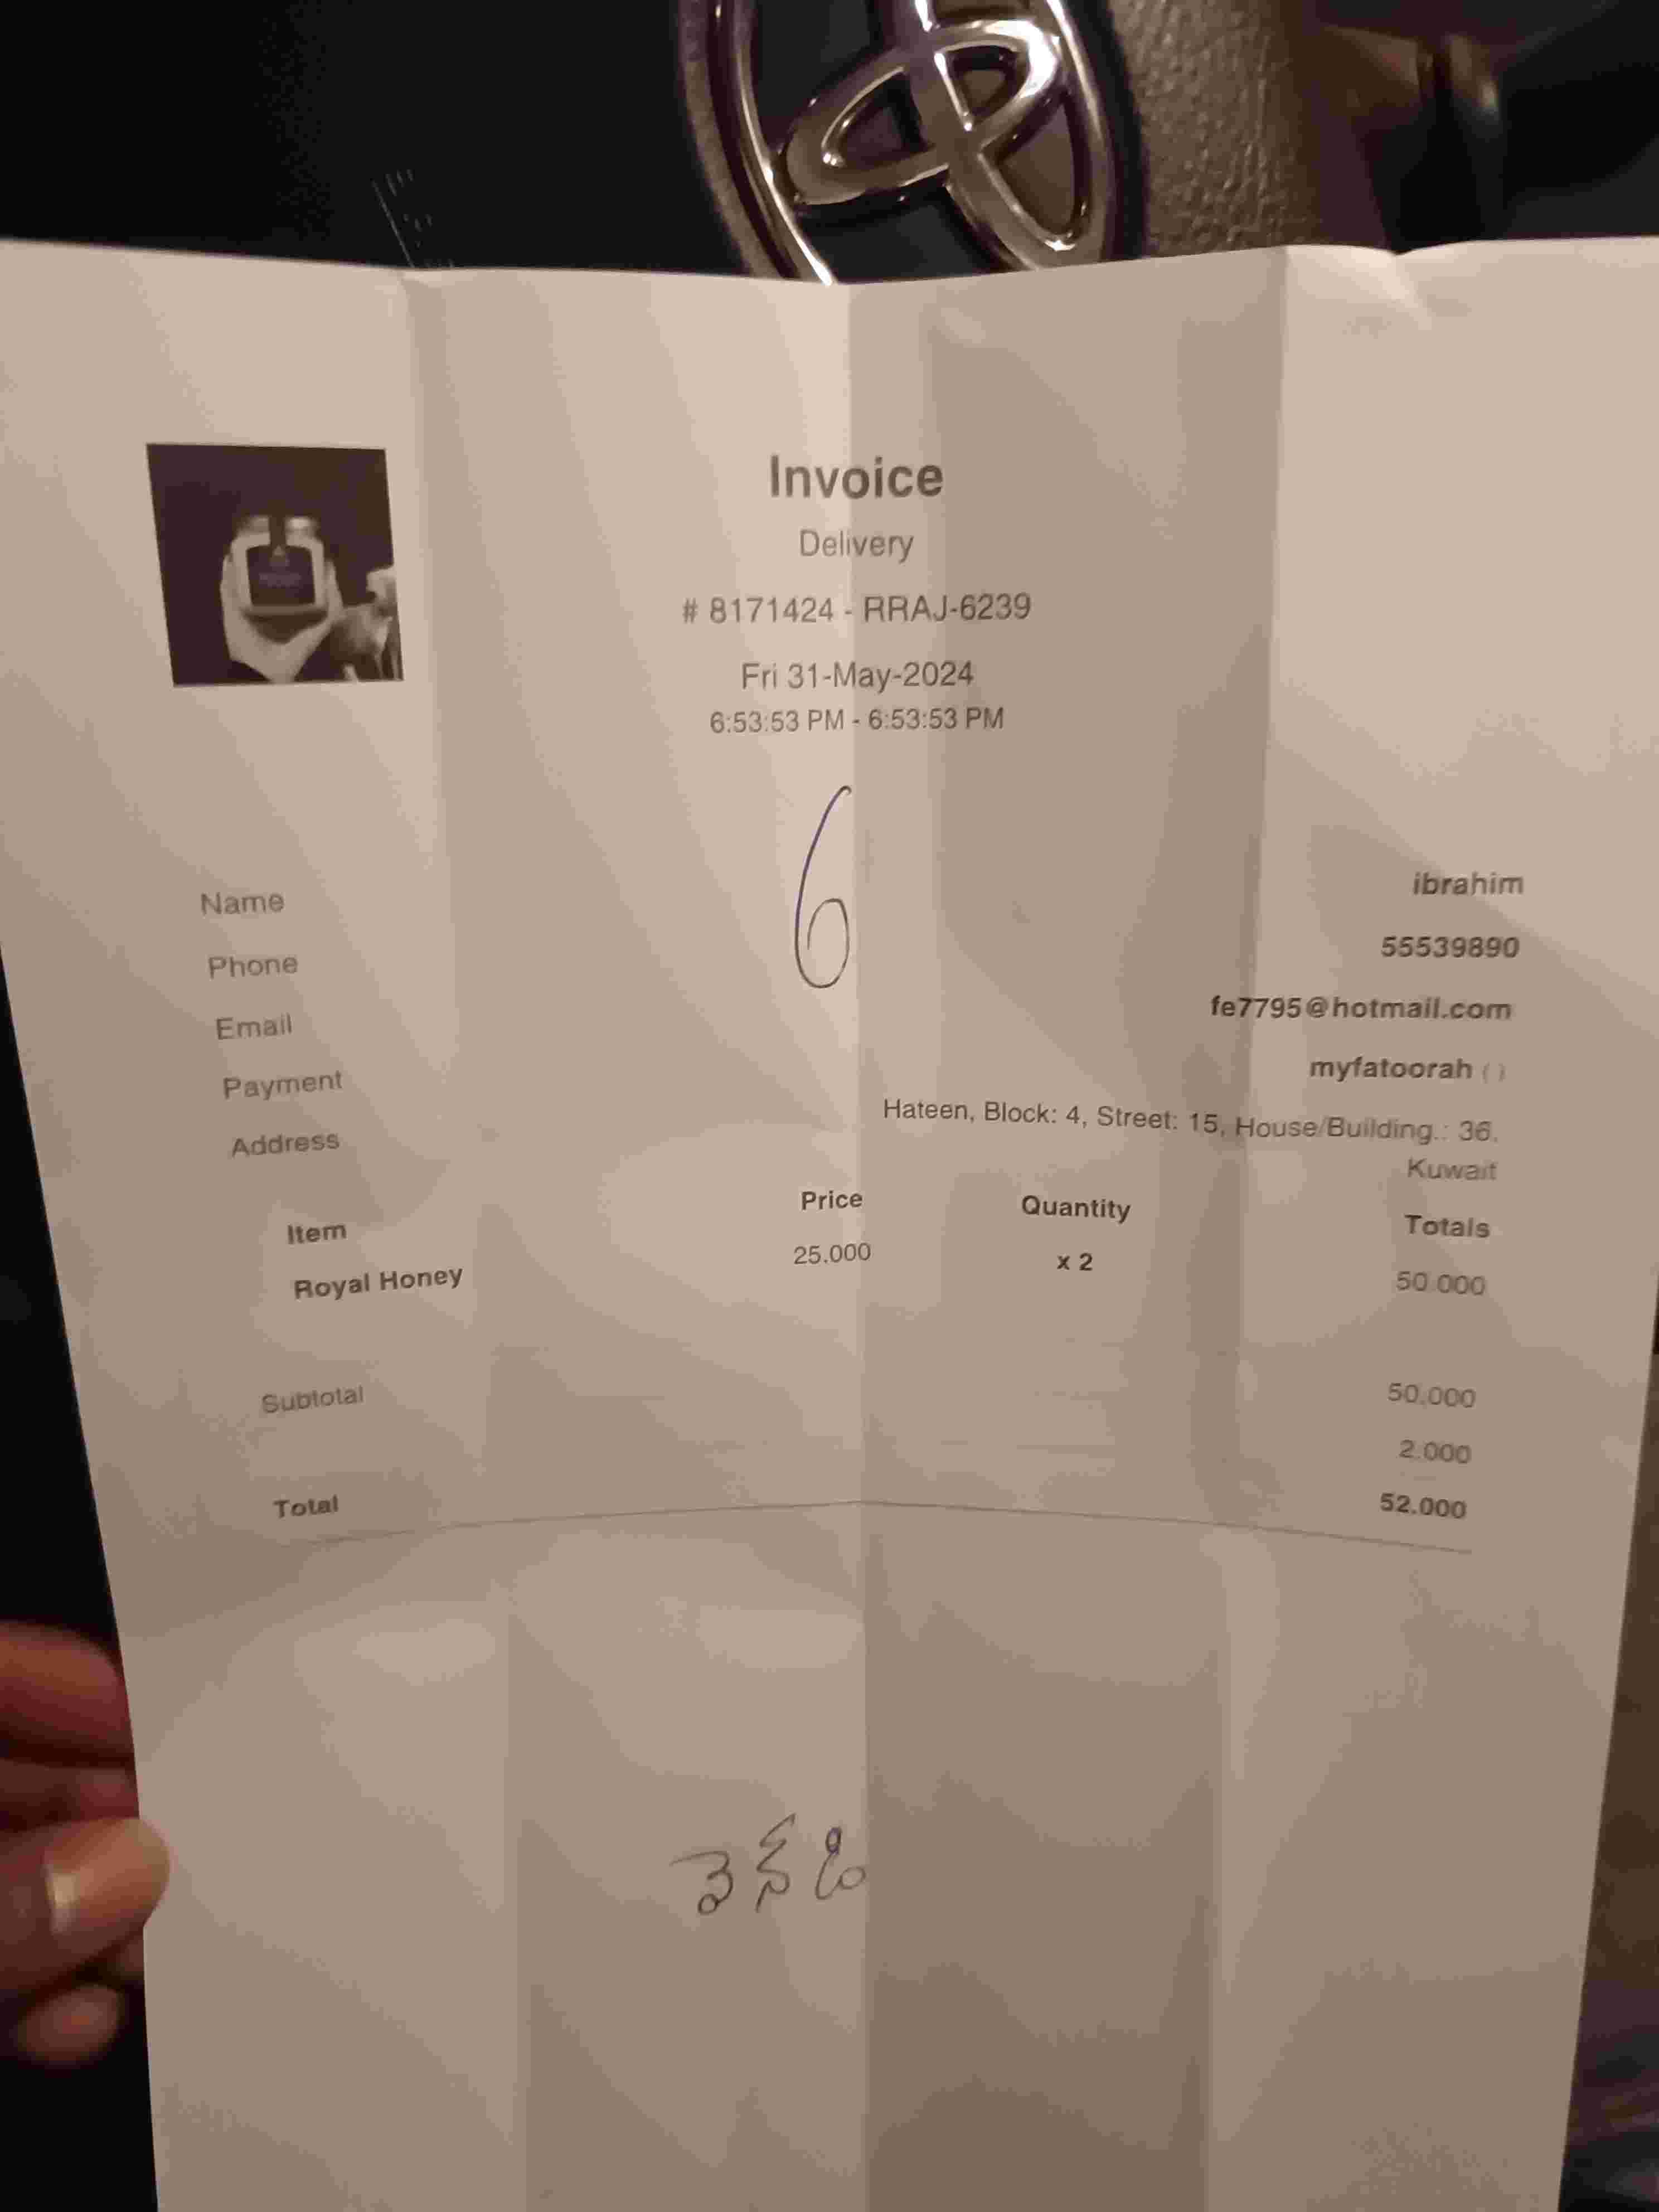 Invoice
Delivery
# 8171424 - RRAJ-6239
Fri 31-May-2024
6:53:53 PM - 6:53:53 PM
6
Name ibrahim
Phone 55539890
Email fe7795@hotmail.com
Payment myfatoorah ( )
Address Hateen, Block: 4, Street: 15, House/Building.: 36,
Kuwait
Item Price Quantity Totals
Royal Honey 25.000 x 2 50.000
Subtotal 50.000
2.000
Total 52.000
వెన్డి